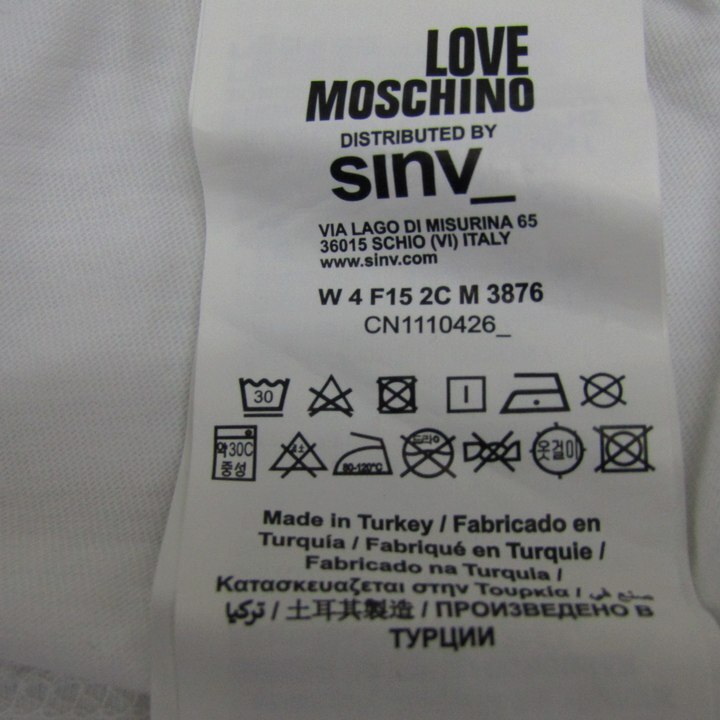 LOVE
MOSCHINO
DISTRIBUTED BY
sinv_
VIA LAGO DI MISURINA 65
36015 SCHIO (VI) ITALY
www.sinv.com
W 4 F15 2C M 3876
CN1110426_
30
약30C
중성
80-120°C
드라이
옷걸이
Made in Turkey / Fabricado en
Turquía / Fabriqué en Turquie /
Fabricado na Turquia /
Κατασκευαζεται στην Τουρκία / صنع في
تركيا / 土耳其製造 / ПРОИЗВЕДЕНО В
ТУРЦИИ